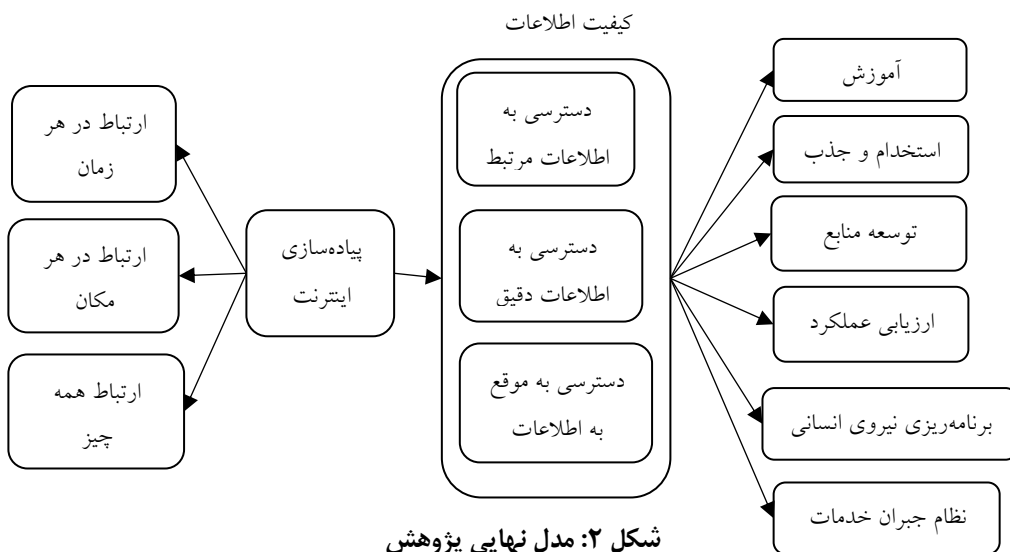 کیفیت اطلاعات
آموزش
استخدام و جذب
توسعه منابع
ارزیابی عملکرد
برنامه‌ریزی نیروی انسانی
نظام جبران خدمات
دسترسی به
اطلاعات مرتبط
دسترسی به
اطلاعات دقیق
دسترسی به موقع
به اطلاعات
پیاده‌سازی
اینترنت
ارتباط در هر
زمان
ارتباط در هر
مکان
ارتباط همه
چیز
شکل ۲: مدل نهایی پژوهش